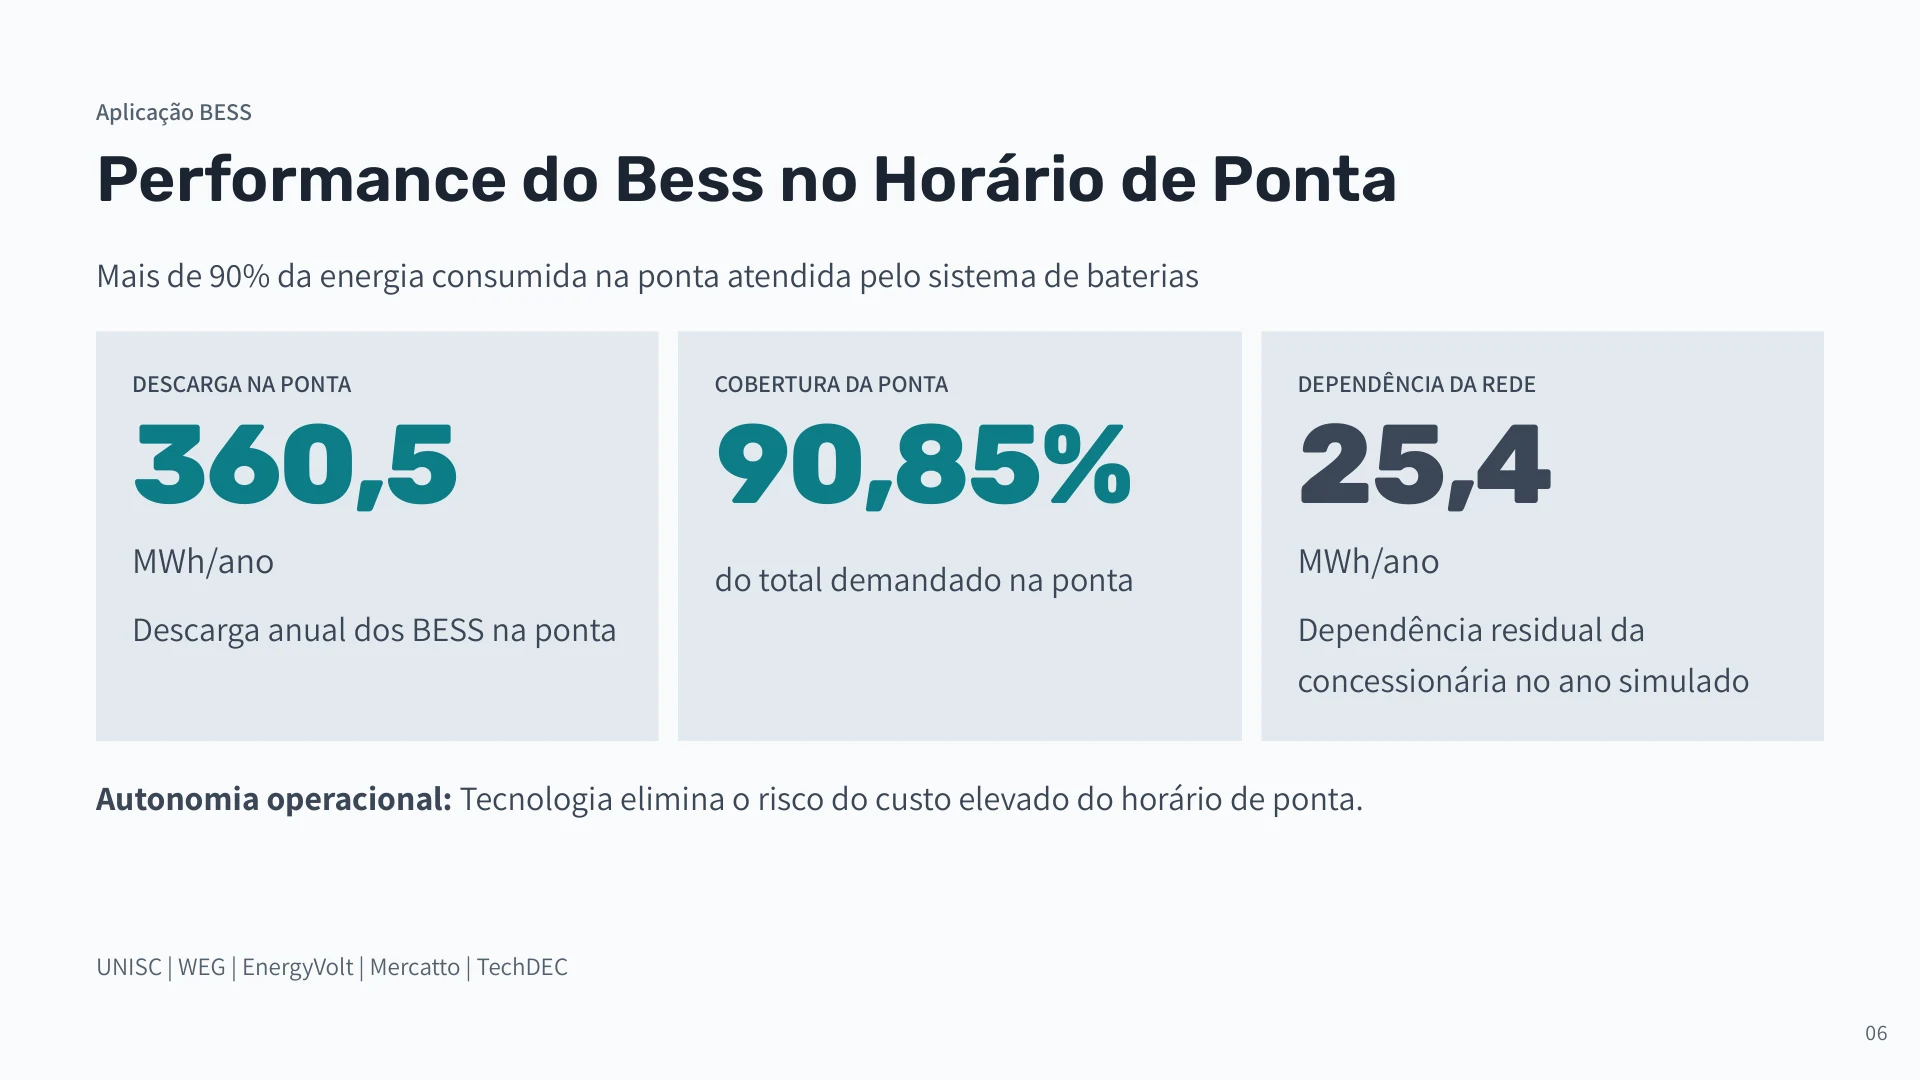 Aplicação BESS
Performance do Bess no Horário de Ponta
Mais de 90% da energia consumida na ponta atendida pelo sistema de baterias
DESCARGA NA PONTA
360,5
MWh/ano
Descarga anual dos BESS na ponta
COBERTURA DA PONTA
90,85%
do total demandado na ponta
DEPENDÊNCIA DA REDE
25,4
MWh/ano
Dependência residual da
concessionária no ano simulado
Autonomia operacional: Tecnologia elimina o risco do custo elevado do horário de ponta.
UNISC | WEG | EnergyVolt | Mercatto | TechDEC
06